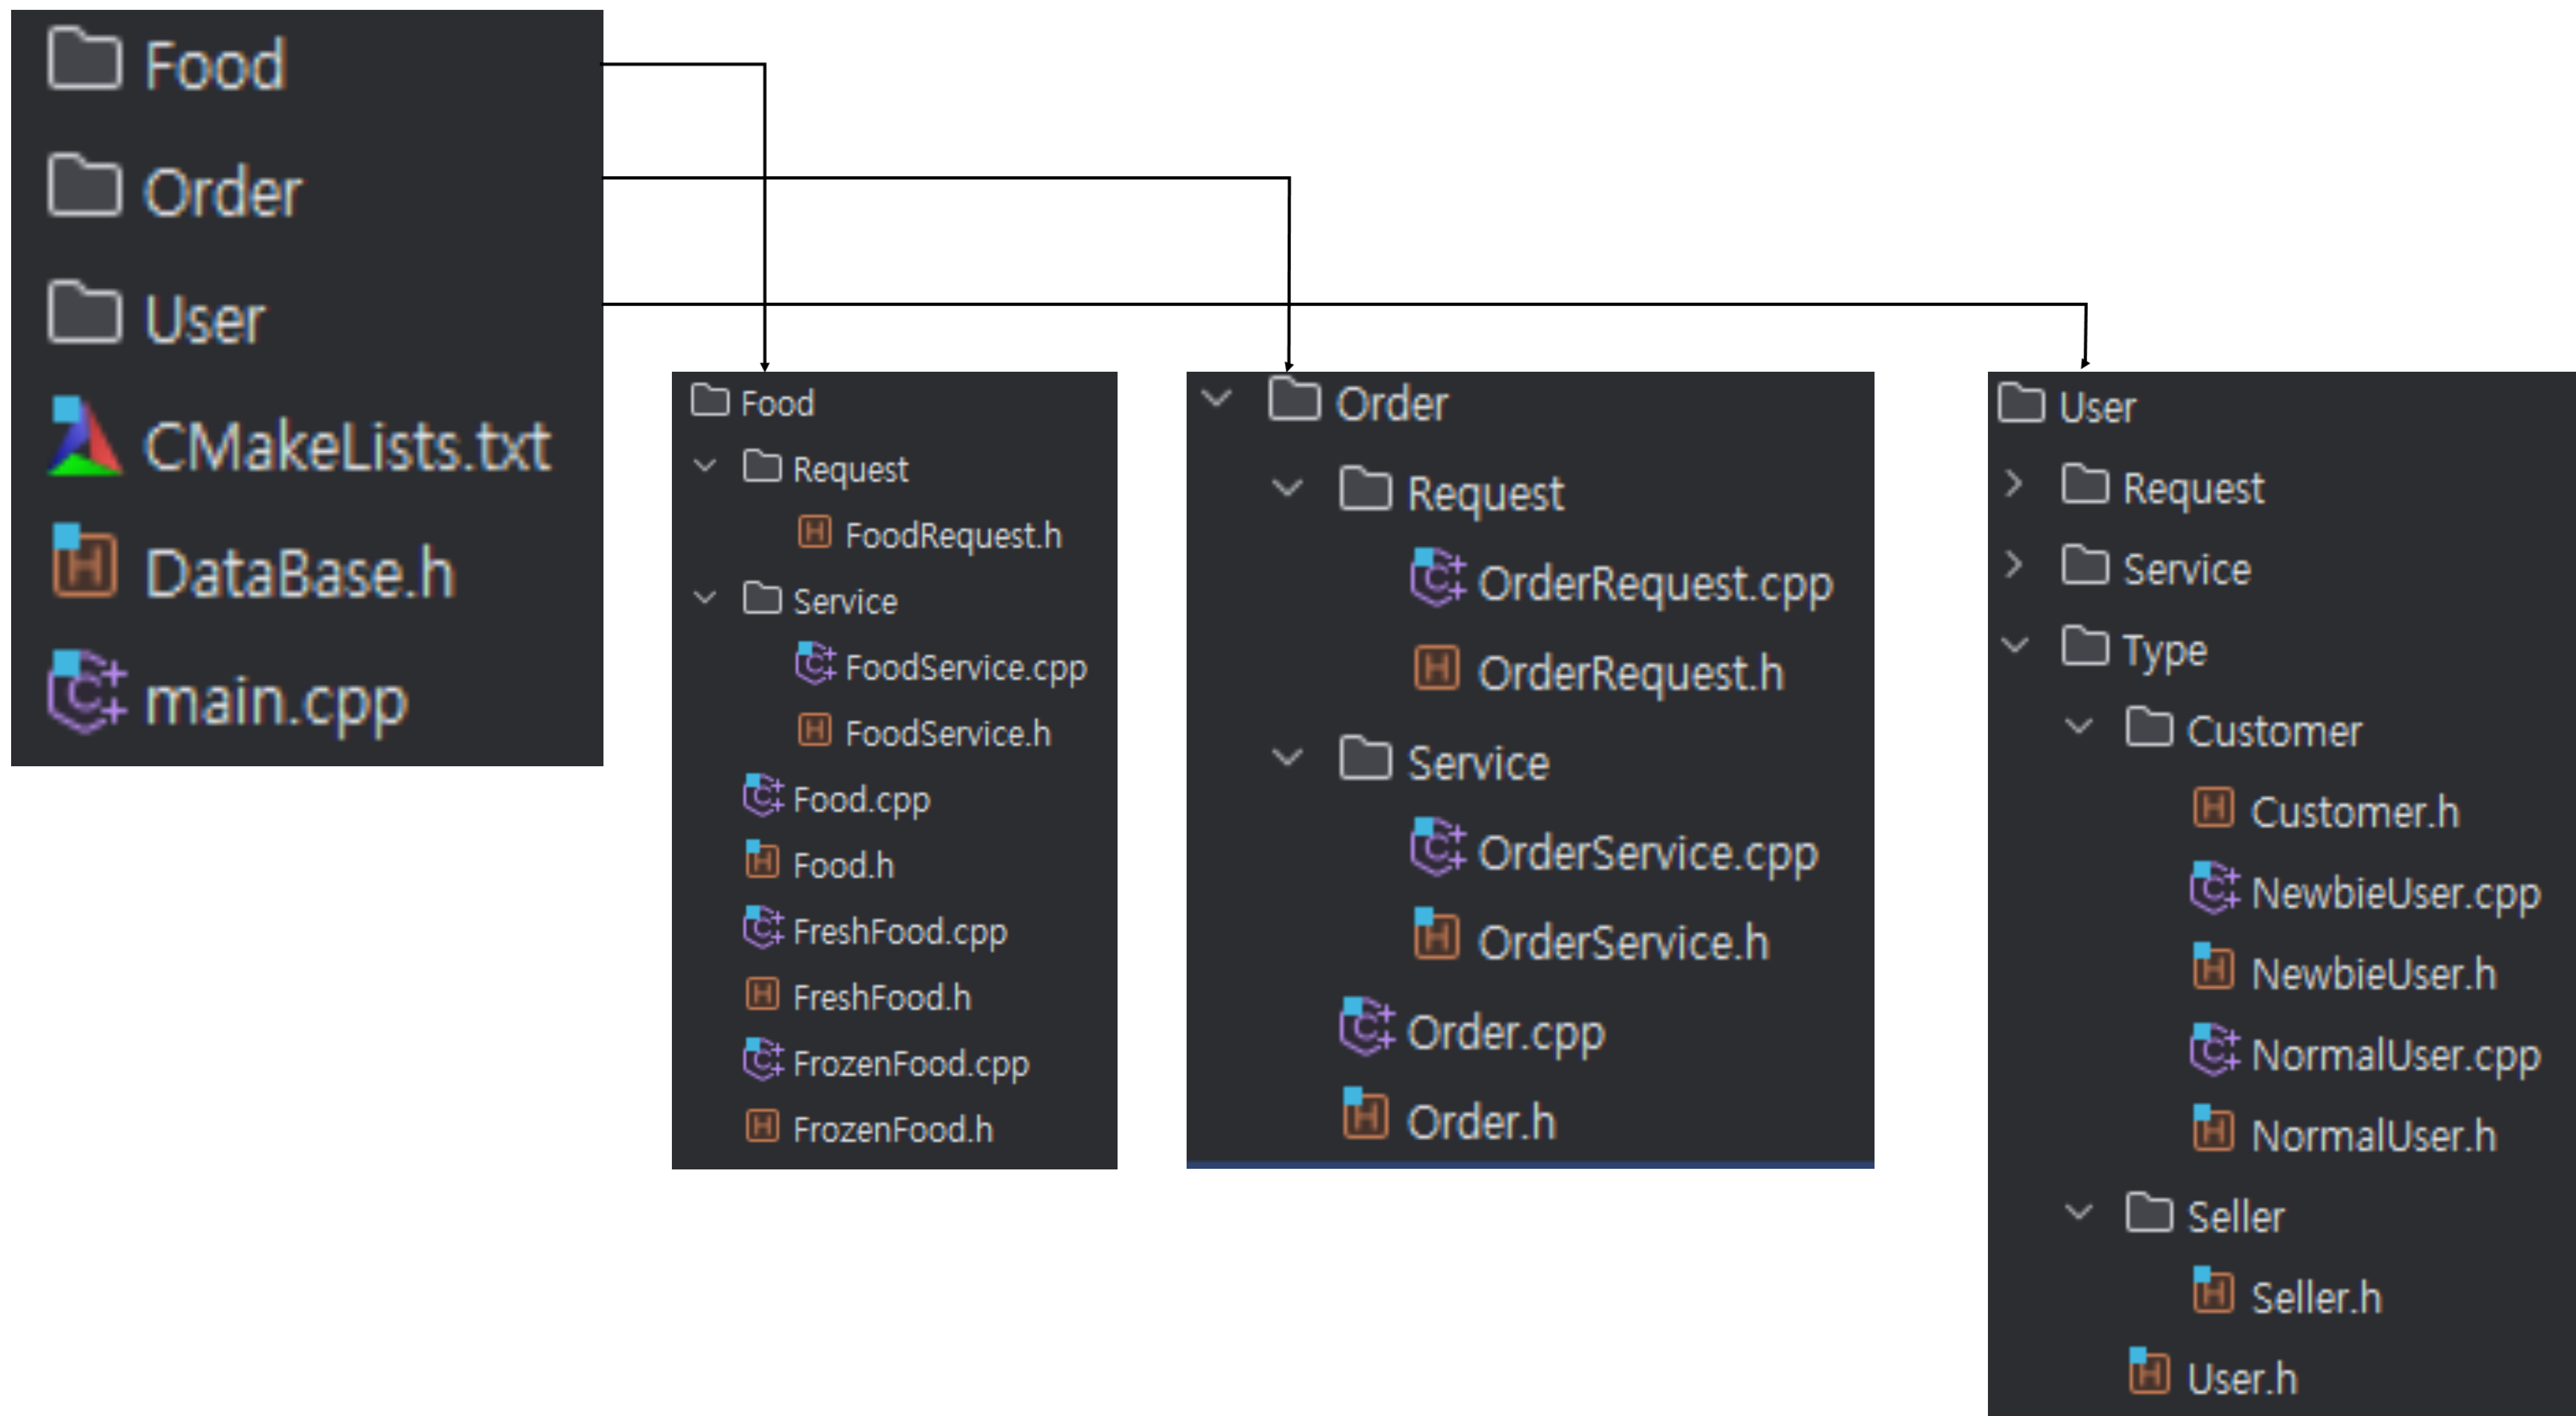 Food
Order
User
CMakeLists.txt
DataBase.h
main.cpp
Food
Request
FoodRequest.h
Service
FoodService.cpp
FoodService.h
Food.cpp
Food.h
FreshFood.cpp
FreshFood.h
FrozenFood.cpp
FrozenFood.h
Order
Request
OrderRequest.cpp
OrderRequest.h
Service
OrderService.cpp
OrderService.h
Order.cpp
Order.h
User
Request
Service
Type
Customer
Customer.h
NewbieUser.cpp
NewbieUser.h
NormalUser.cpp
NormalUser.h
Seller
Seller.h
User.h